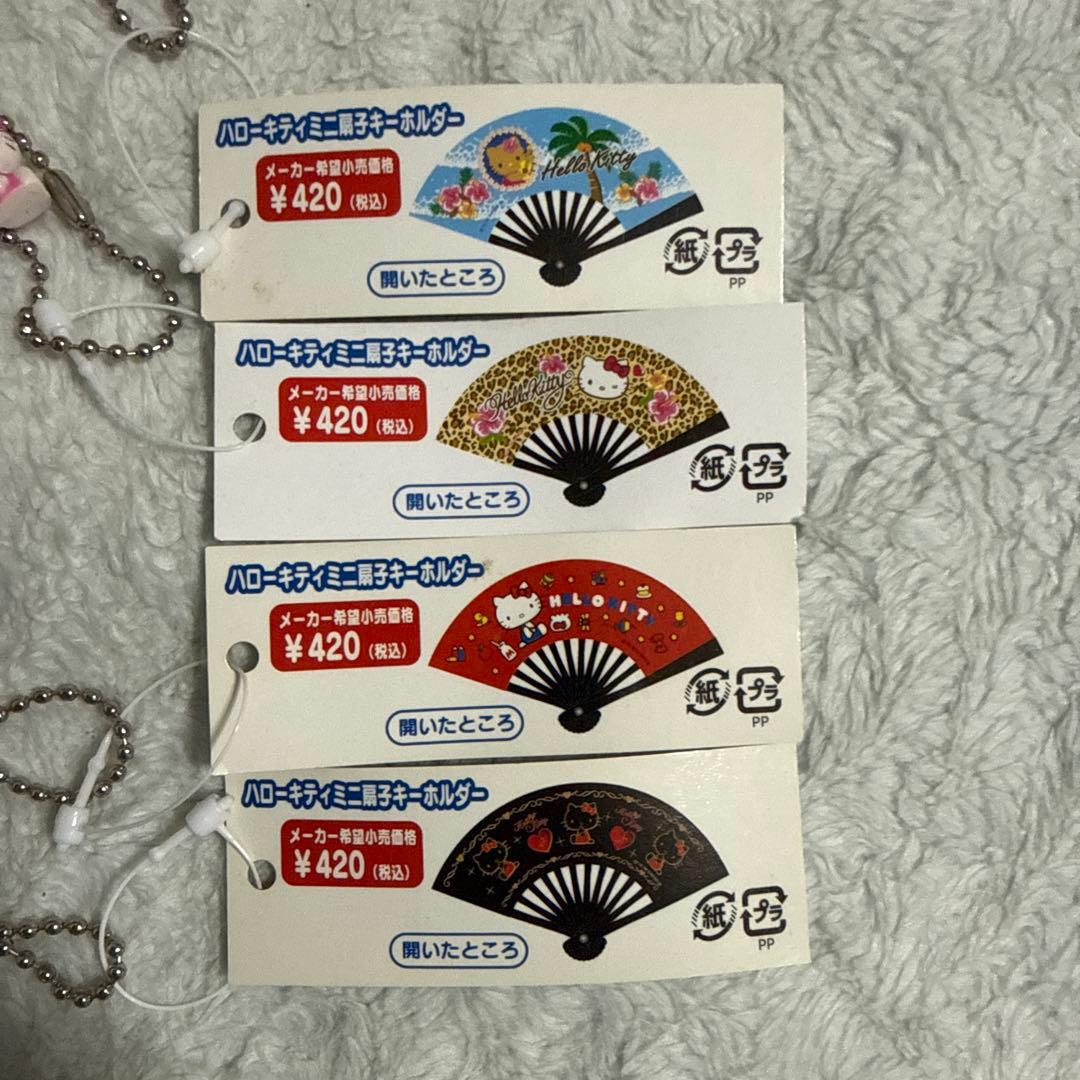 ハローキティミニ扇子キーホルダー
メーカー希望小売価格
¥420(税込)
Hello Kitty
開いたところ
紙
プラ
PP
ハローキティミニ扇子キーホルダー
メーカー希望小売価格
¥420(税込)
Hello Kitty
開いたところ
紙
プラ
PP
ハローキティミニ扇子キーホルダー
メーカー希望小売価格
¥420(税込)
HELLO KITTY
開いたところ
紙
プラ
PP
ハローキティミニ扇子キーホルダー
メーカー希望小売価格
¥420(税込)
開いたところ
紙
プラ
PP